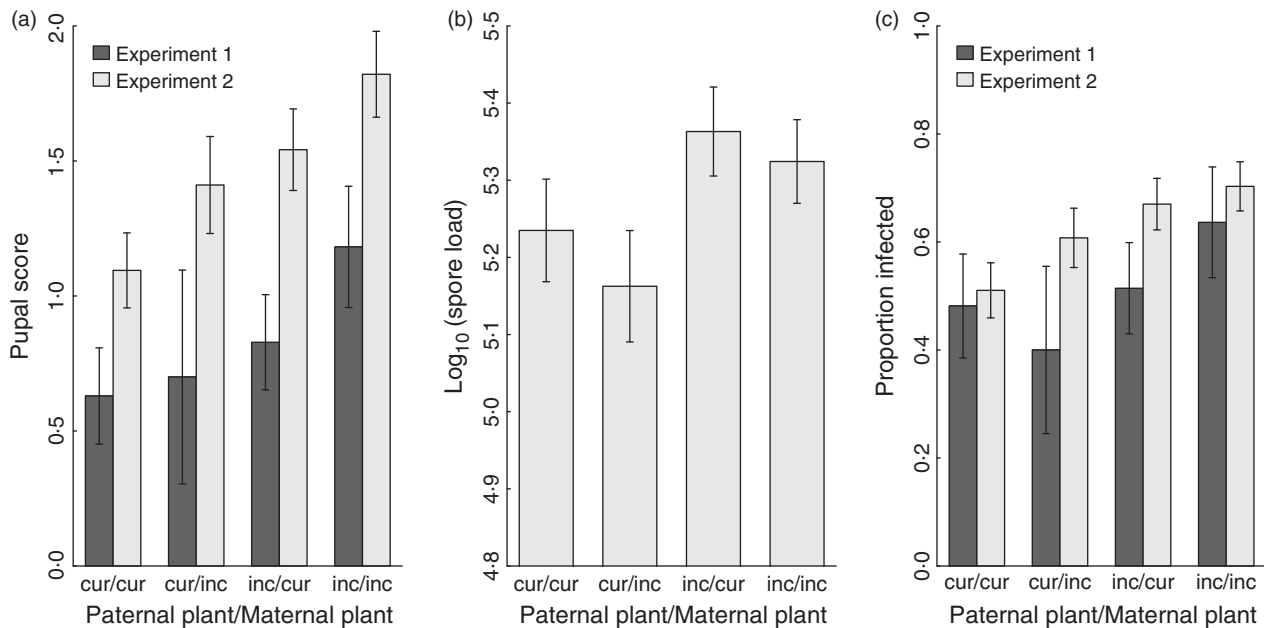 (a)
2·0
1·5
1·0
0·5
0·0
Pupal score
Experiment 1
Experiment 2
cur/cur cur/inc inc/cur inc/inc
Paternal plant/Maternal plant
(b)
5·5
5·4
5·3
5·2
5·1
5·0
4·9
4·8
Log10 (spore load)
cur/cur cur/inc inc/cur inc/inc
Paternal plant/Maternal plant
(c)
1·0
0·8
0·6
0·4
0·2
0·0
Proportion infected
Experiment 1
Experiment 2
cur/cur cur/inc inc/cur inc/inc
Paternal plant/Maternal plant